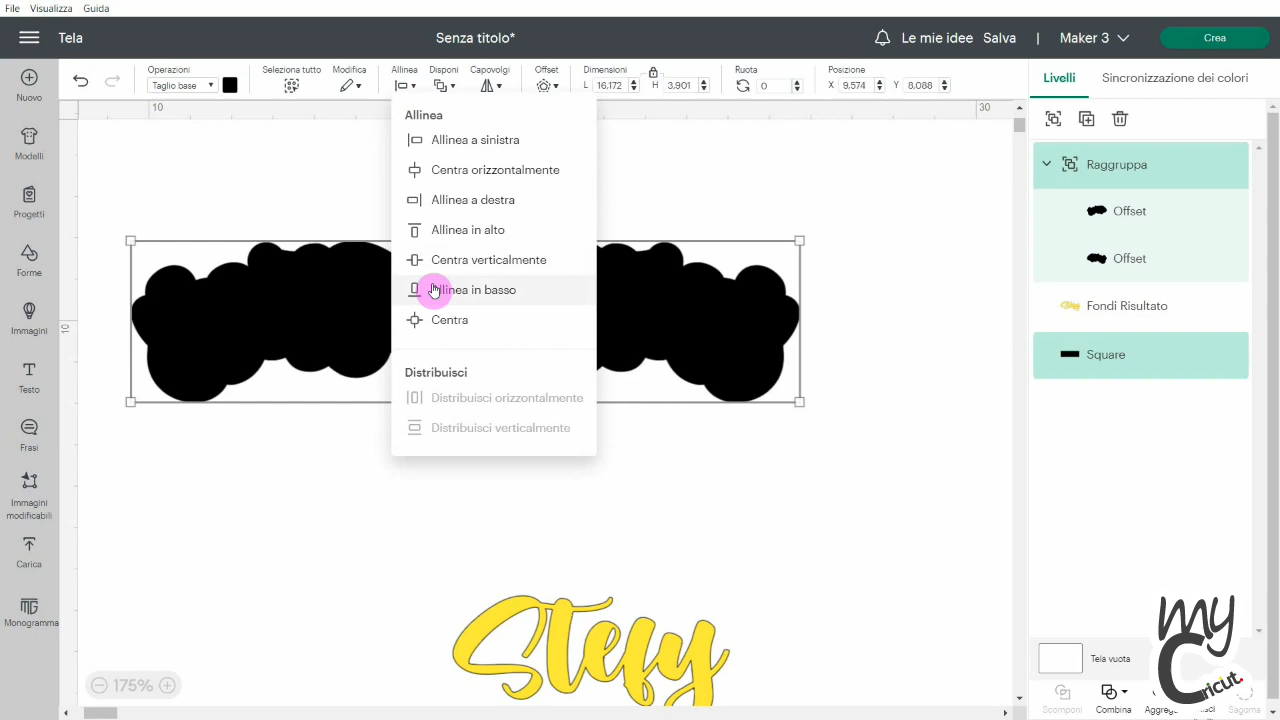 File Visualizza Guida
Tela
Senza titolo*
Le mie idee Salva | Maker 3
Crea
Operazioni
Taglio base
Seleziona tutto
Modifica
Allinea
Disponi
Capovolgi
Offset
Dimensioni
L 16.172 H 3.901
Ruota
0
Posizione
X 9.574 Y 8.088
Livelli
Sincronizzazione dei colori
Nuovo
Modelli
Progetti
Forme
Immagini
Testo
Frasi
Immagini
modificabili
Carica
Monogramma
10
30
10
Allinea
Allinea a sinistra
Centra orizzontalmente
Allinea a destra
Allinea in alto
Centra verticalmente
Allinea in basso
Centra
Distribuisci
Distribuisci orizzontalmente
Distribuisci verticalmente
Raggruppa
Offset
Offset
Fondi Risultato
Square
Stefy
175%
Tela vuota
Scomponi
Combina
my
Cricut.